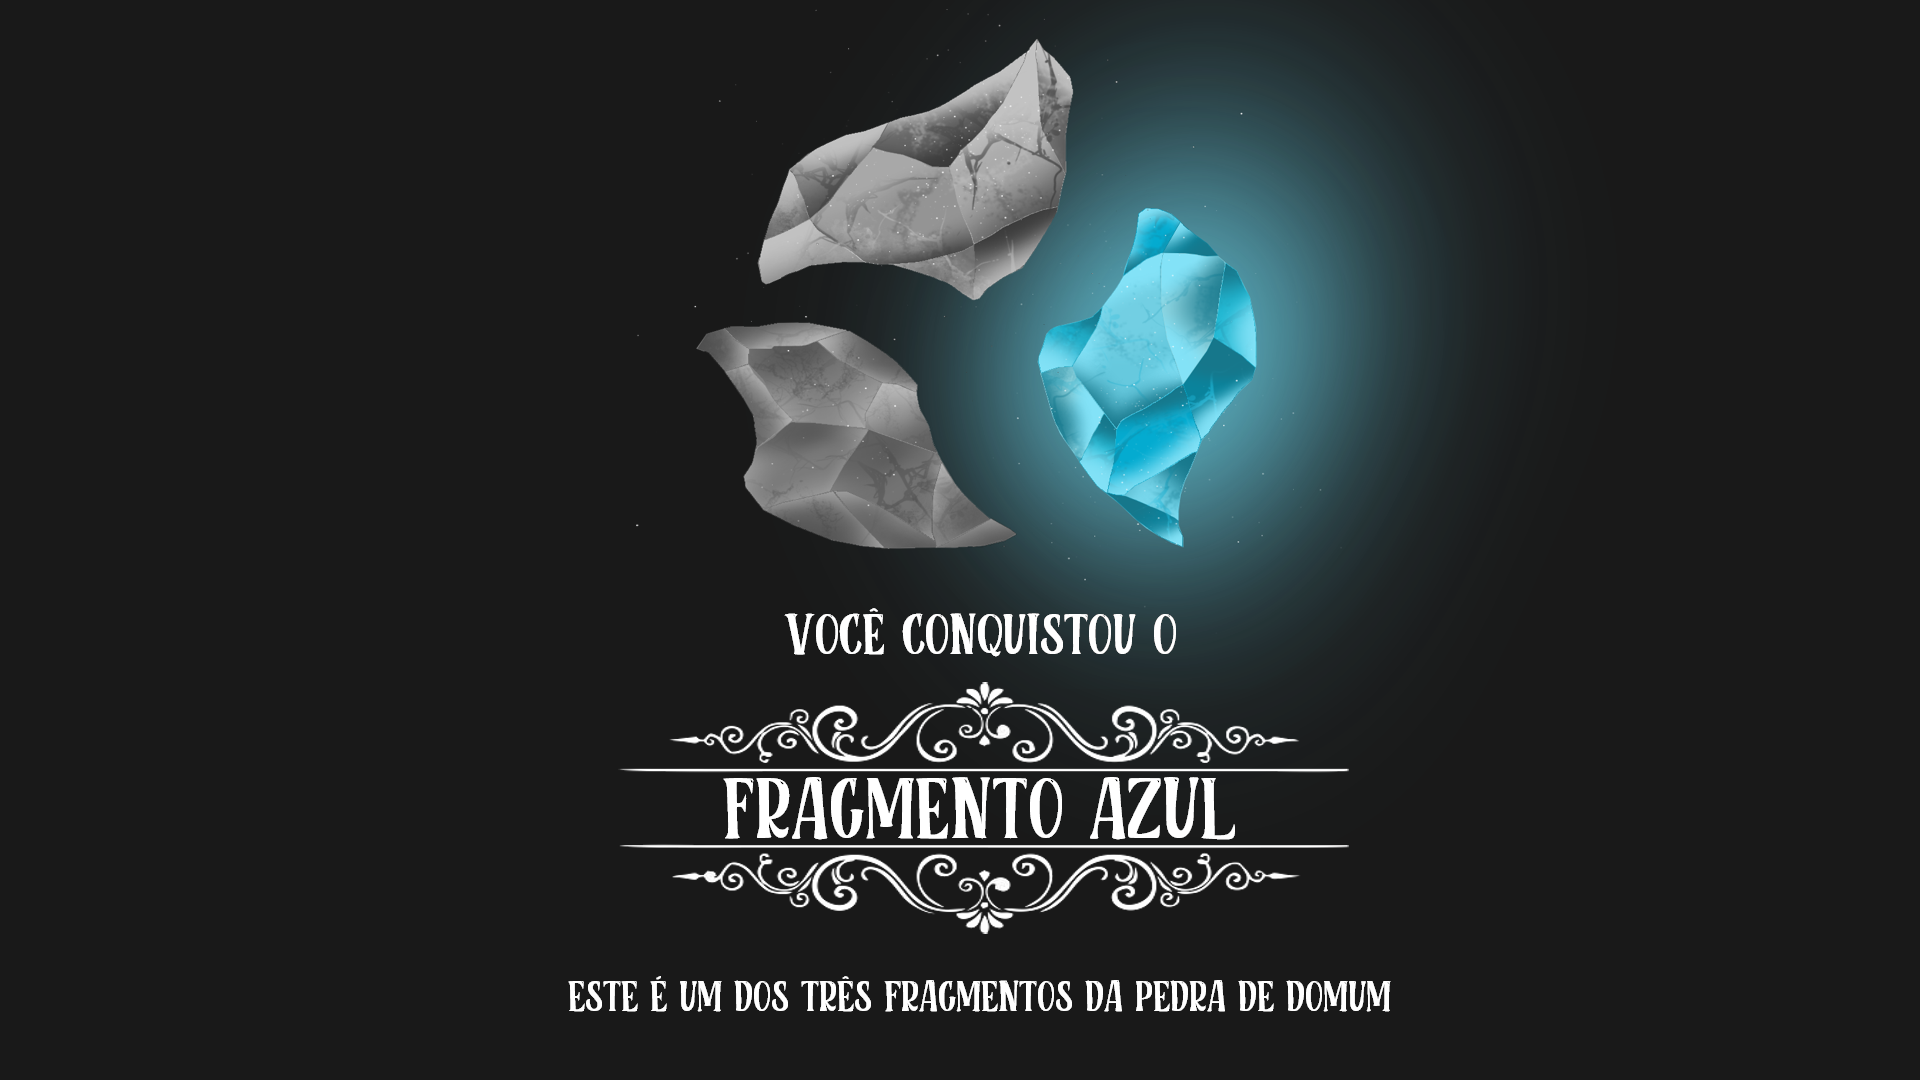 VOCÊ CONQUISTOU O
FRAGMENTO AZUL
ESTE É UM DOS TRÊS FRAGMENTOS DA PEDRA DE DOMUM